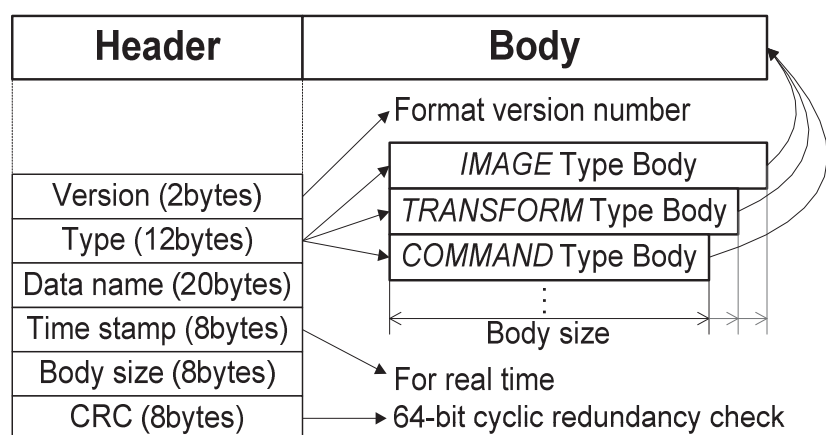 Header
Body
Format version number
IMAGE Type Body
Version (2bytes)
TRANSFORM Type Body
Type (12bytes)
COMMAND Type Body
Data name (20bytes)
Time stamp (8bytes)
Body size
Body size (8bytes)
For real time
CRC (8bytes)
64-bit cyclic redundancy check